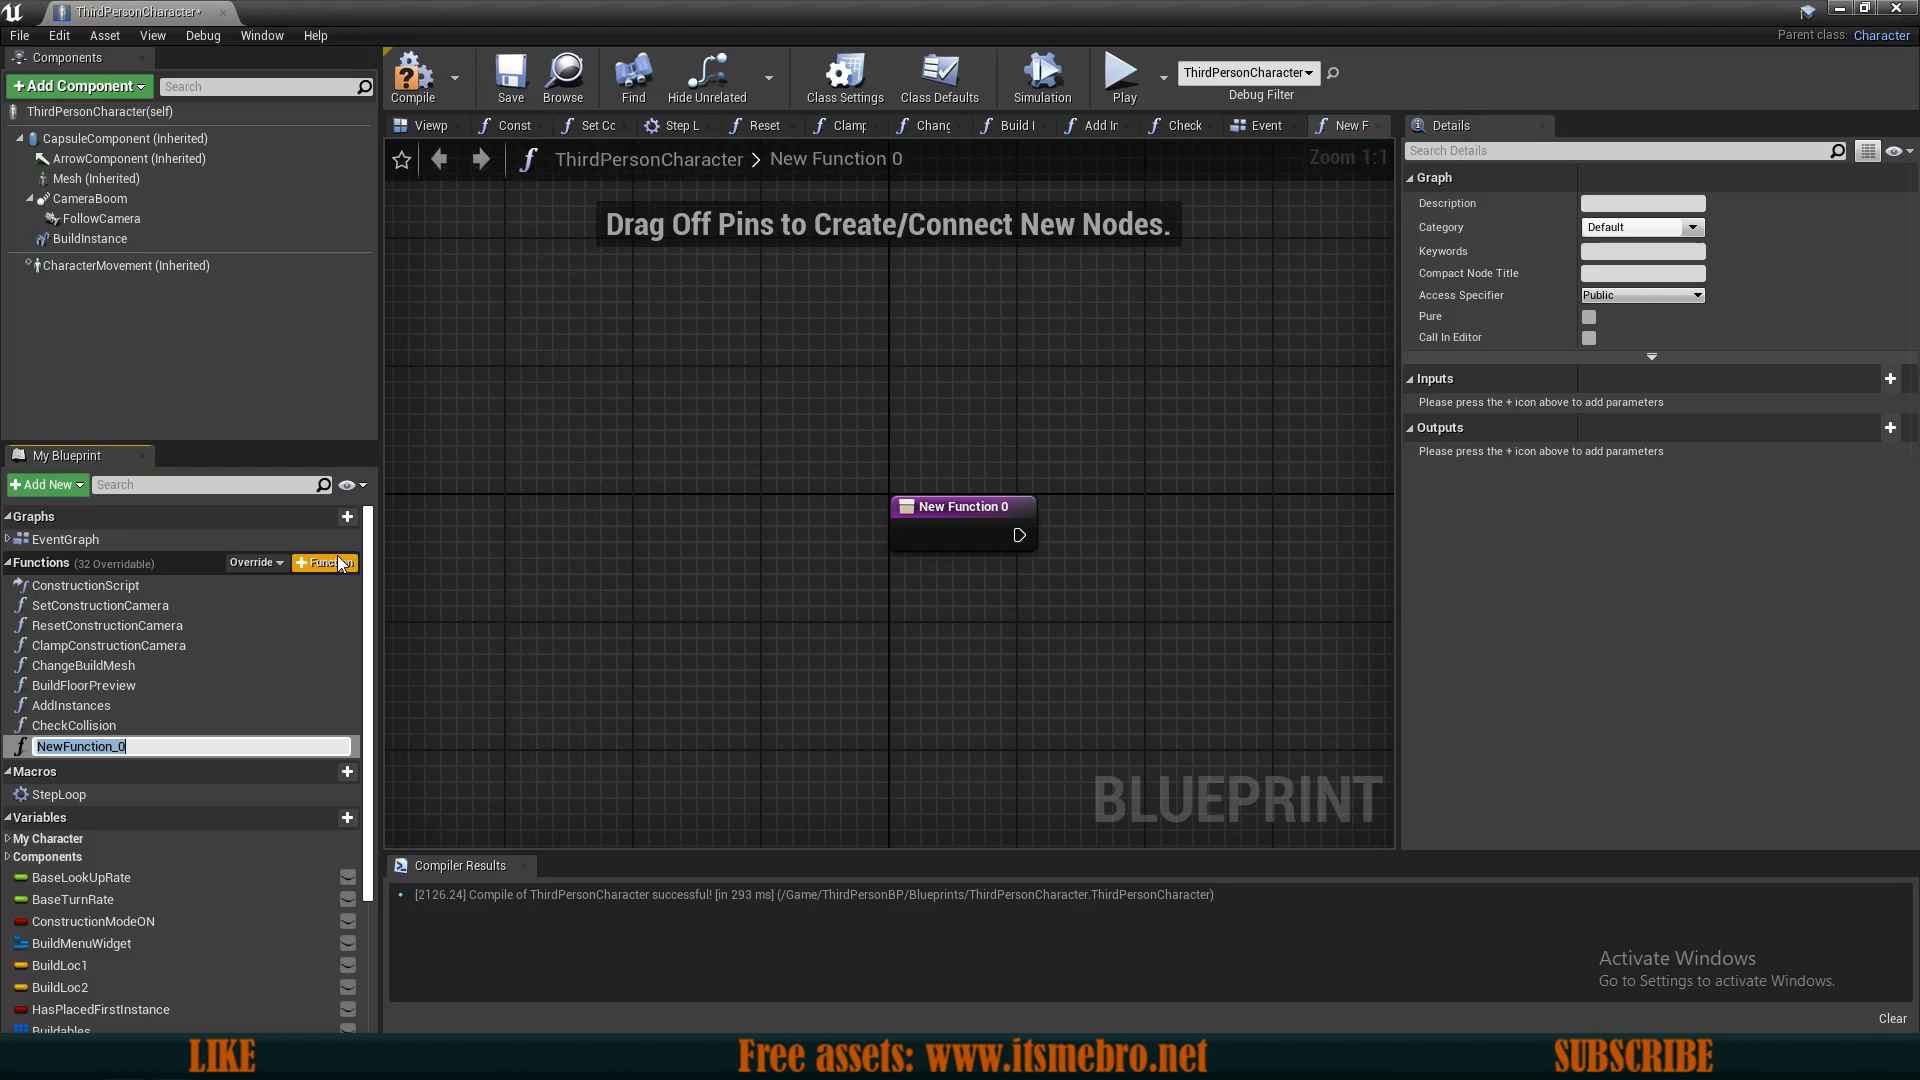 ThirdPersonCharacter*
File Edit Asset View Debug Window Help
Parent class: Character
Components
+ Add Component
Search
ThirdPersonCharacter(self)
CapsuleComponent (Inherited)
ArrowComponent (Inherited)
Mesh (Inherited)
CameraBoom
FollowCamera
BuildInstance
CharacterMovement (Inherited)
Compile
Save
Browse
Find
Hide Unrelated
Class Settings
Class Defaults
Simulation
Play
ThirdPersonCharacter
Debug Filter
Viewp
Const
Set Cc
Step L
Reset
Clamp
Chang
Build I
Add In
Check
Event
New F
ThirdPersonCharacter > New Function 0
Zoom 1:1
Drag Off Pins to Create/Connect New Nodes.
New Function 0
BLUEPRINT
Details
Search Details
Graph
Description
Category Default
Keywords
Compact Node Title
Access Specifier Public
Pure
Call In Editor
Inputs
Please press the + icon above to add parameters
Outputs
Please press the + icon above to add parameters
My Blueprint
+ Add New
Search
Graphs
EventGraph
Functions (32 Overridable) Override + Function
ConstructionScript
SetConstructionCamera
ResetConstructionCamera
ClampConstructionCamera
ChangeBuildMesh
BuildFloorPreview
AddInstances
CheckCollision
NewFunction_0
Macros
StepLoop
Variables
My Character
Components
BaseLookUpRate
BaseTurnRate
ConstructionModeON
BuildMenuWidget
BuildLoc1
BuildLoc2
HasPlacedFirstInstance
Buildables
Compiler Results
[2126.24] Compile of ThirdPersonCharacter successful! [in 293 ms] (/Game/ThirdPersonBP/Blueprints/ThirdPersonCharacter.ThirdPersonCharacter)
Activate Windows
Go to Settings to activate Windows.
Clear
LIKE
Free assets: www.itsmebro.net
SUBSCRIBE